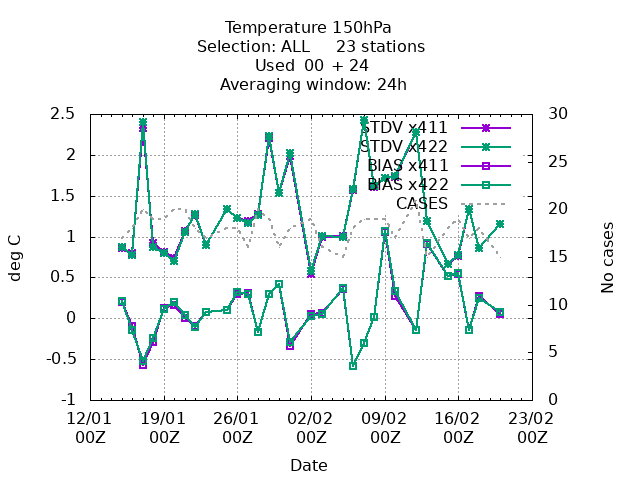 Temperature 150hPa
Selection: ALL 23 stations
Used 00 + 24
Averaging window: 24h
2.5
2
1.5
1
0.5
0
-0.5
-1
deg C
30
25
20
15
10
5
0
No cases
STDV x411
STDV x422
BIAS x411
BIAS x422
CASES
12/01 19/01 26/01 02/02 09/02 16/02 23/02
00Z 00Z 00Z 00Z 00Z 00Z 00Z
Date